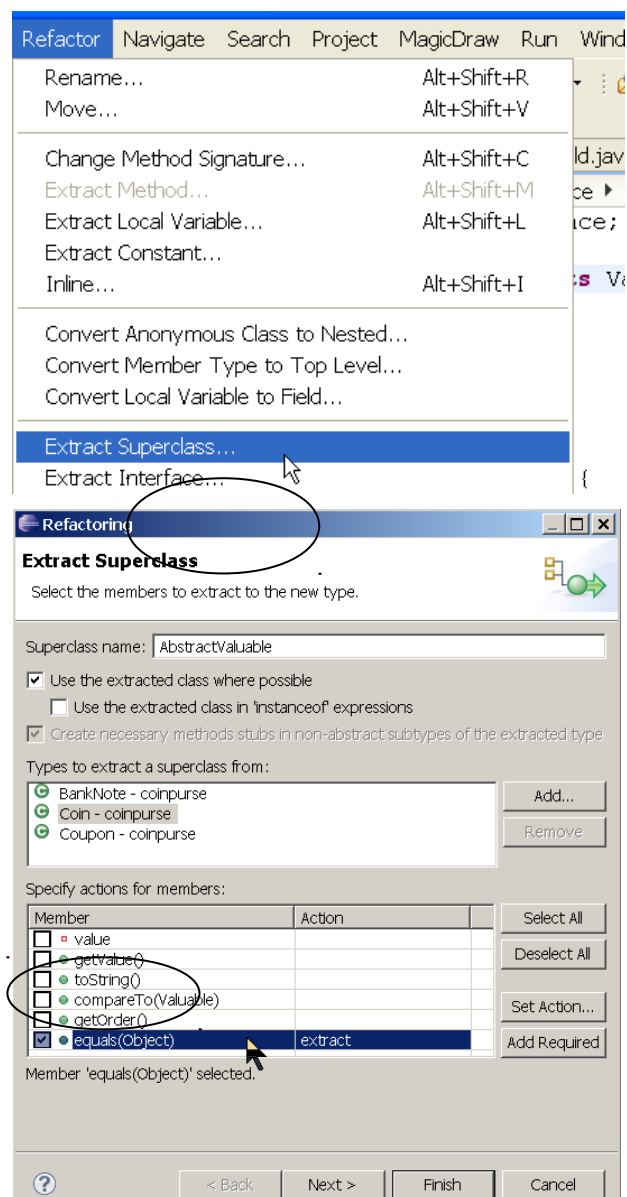 Refactor Navigate Search Project MagicDraw Run Wind
Rename... Alt+Shift+R
Move... Alt+Shift+V
Change Method Signature... Alt+Shift+C ld.jav
Extract Method... Alt+Shift+M ce
Extract Local Variable... Alt+Shift+L ce;
Extract Constant...
Inline... Alt+Shift+I s Va
Convert Anonymous Class to Nested...
Convert Member Type to Top Level...
Convert Local Variable to Field...
Extract Superclass...
Extract Interface... {
Refactoring
Extract Superclass
Select the members to extract to the new type.
Superclass name: AbstractValuable
Use the extracted class where possible
Use the extracted class in 'instanceof' expressions
Create necessary methods stubs in non-abstract subtypes of the extracted type
Types to extract a superclass from:
BankNote - coinpurse Add...
Coin - coinpurse
Coupon - coinpurse Remove
Specify actions for members:
Member Action Select All
value
getValue() Deselect All
toString()
compareTo(Valuable) Set Action...
getOrder()
equals(Object) extract Add Required
Member 'equals(Object)' selected.
? < Back Next > Finish Cancel